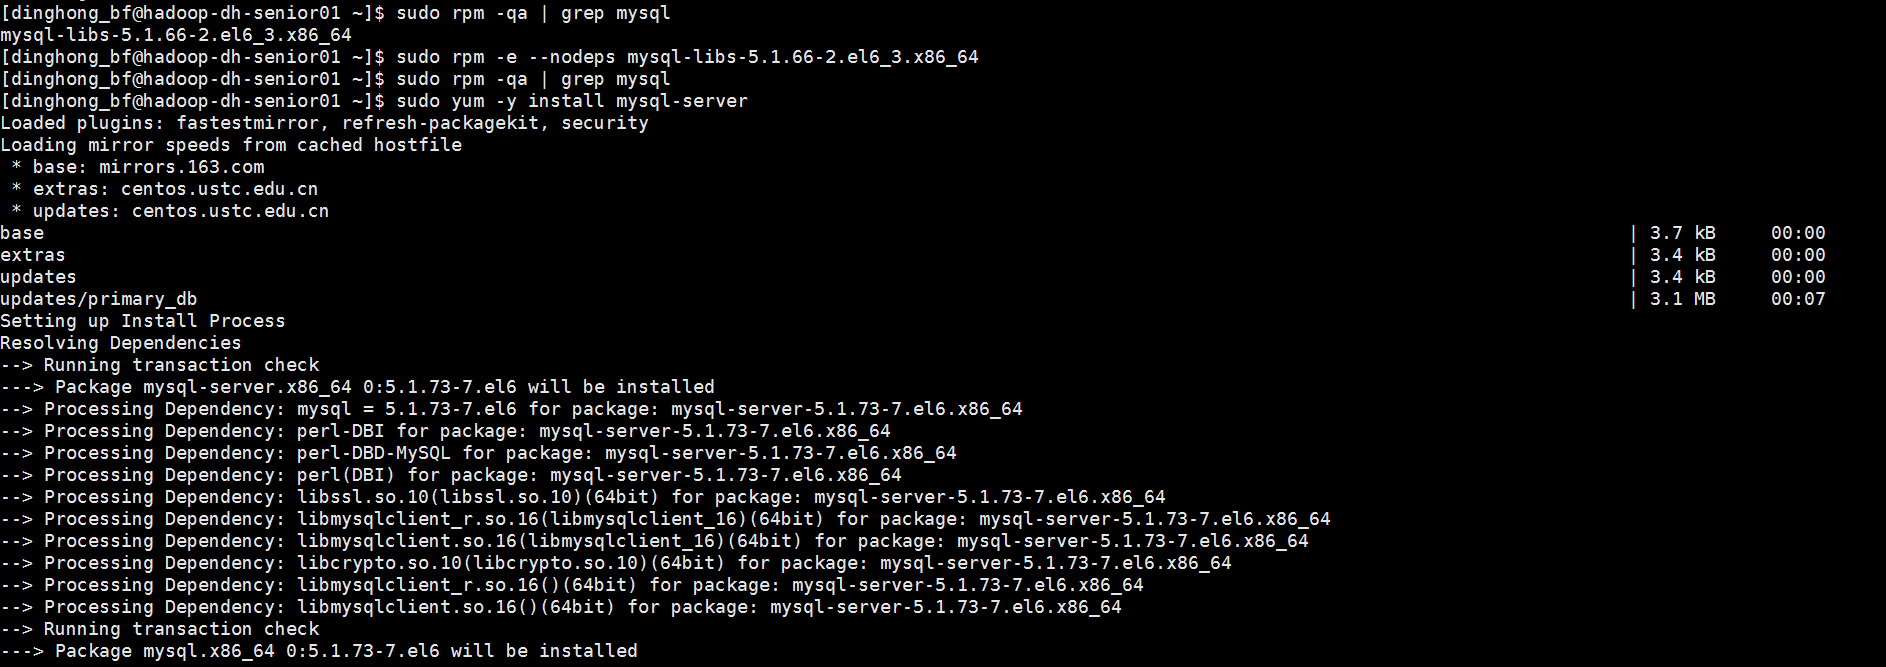 [dinghong_bf@hadoop-dh-senior01 ~]$ sudo rpm -qa | grep mysql
mysql-libs-5.1.66-2.el6_3.x86_64
[dinghong_bf@hadoop-dh-senior01 ~]$ sudo rpm -e --nodeps mysql-libs-5.1.66-2.el6_3.x86_64
[dinghong_bf@hadoop-dh-senior01 ~]$ sudo rpm -qa | grep mysql
[dinghong_bf@hadoop-dh-senior01 ~]$ sudo yum -y install mysql-server
Loaded plugins: fastestmirror, refresh-packagekit, security
Loading mirror speeds from cached hostfile
 * base: mirrors.163.com
 * extras: centos.ustc.edu.cn
 * updates: centos.ustc.edu.cn
base | 3.7 kB 00:00
extras | 3.4 kB 00:00
updates | 3.4 kB 00:00
updates/primary_db | 3.1 MB 00:07
Setting up Install Process
Resolving Dependencies
--> Running transaction check
---> Package mysql-server.x86_64 0:5.1.73-7.el6 will be installed
--> Processing Dependency: mysql = 5.1.73-7.el6 for package: mysql-server-5.1.73-7.el6.x86_64
--> Processing Dependency: perl-DBI for package: mysql-server-5.1.73-7.el6.x86_64
--> Processing Dependency: perl-DBD-MySQL for package: mysql-server-5.1.73-7.el6.x86_64
--> Processing Dependency: perl(DBI) for package: mysql-server-5.1.73-7.el6.x86_64
--> Processing Dependency: libssl.so.10(libssl.so.10)(64bit) for package: mysql-server-5.1.73-7.el6.x86_64
--> Processing Dependency: libmysqlclient_r.so.16(libmysqlclient_16)(64bit) for package: mysql-server-5.1.73-7.el6.x86_64
--> Processing Dependency: libmysqlclient.so.16(libmysqlclient_16)(64bit) for package: mysql-server-5.1.73-7.el6.x86_64
--> Processing Dependency: libcrypto.so.10(libcrypto.so.10)(64bit) for package: mysql-server-5.1.73-7.el6.x86_64
--> Processing Dependency: libmysqlclient_r.so.16()(64bit) for package: mysql-server-5.1.73-7.el6.x86_64
--> Processing Dependency: libmysqlclient.so.16()(64bit) for package: mysql-server-5.1.73-7.el6.x86_64
--> Running transaction check
---> Package mysql.x86_64 0:5.1.73-7.el6 will be installed